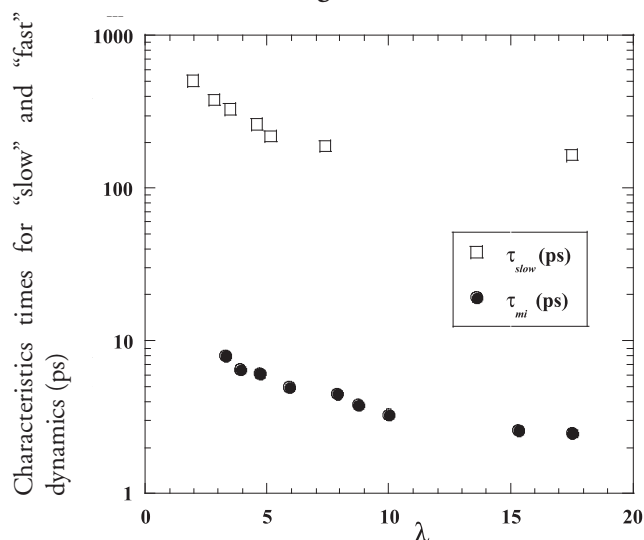 1000
100
10
1
0
5
10
15
20
λ
Characteristics times for “slow” and “fast”
dynamics (ps)
τslow (ps)
τmi (ps)